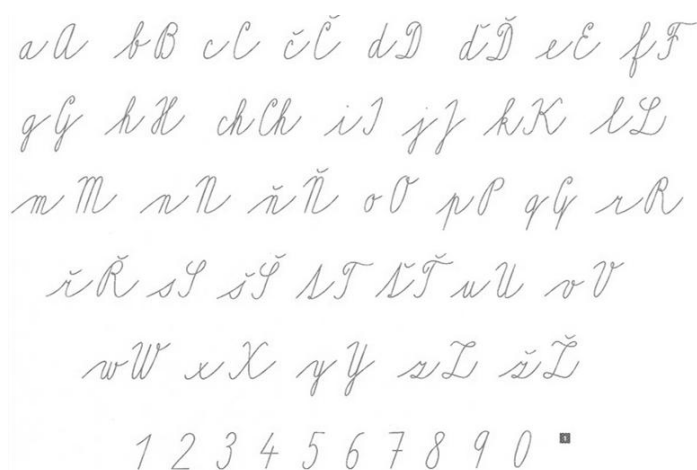 aA bB cC čČ dD ďĎ eE fF
gG hH chCh iI jJ kK lL
mM nN ňŇ oO pP qQ rR
řŘ sS šŠ tT ťŤ uU vV
wW xX yY zZ žŽ
1 2 3 4 5 6 7 8 9 0